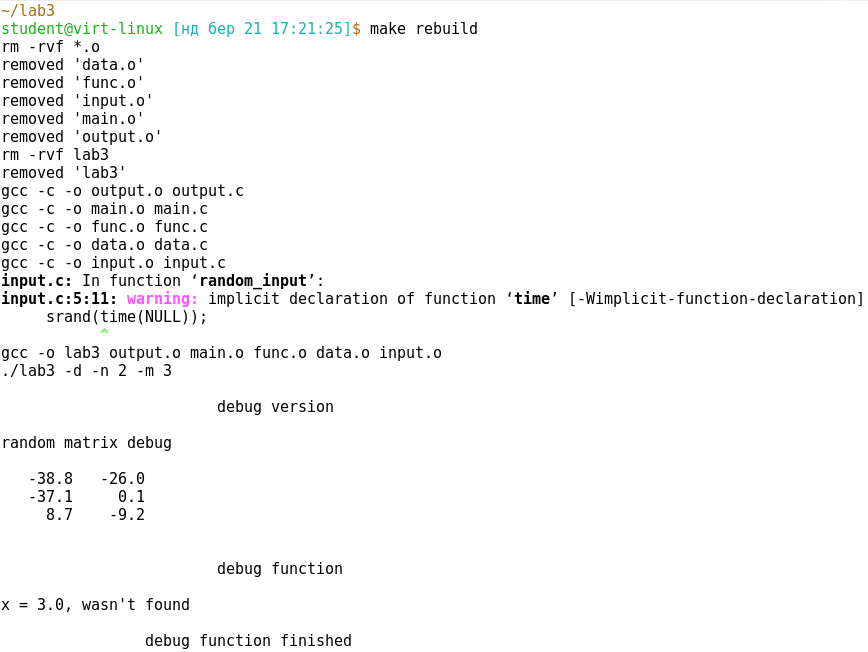 ~/lab3
student@virt-linux [нд бер 21 17:21:25]$ make rebuild
rm -rvf *.o
removed 'data.o'
removed 'func.o'
removed 'input.o'
removed 'main.o'
removed 'output.o'
rm -rvf lab3
removed 'lab3'
gcc -c -o output.o output.c
gcc -c -o main.o main.c
gcc -c -o func.o func.c
gcc -c -o data.o data.c
gcc -c -o input.o input.c
input.c: In function ‘random_input’:
input.c:5:11: warning: implicit declaration of function ‘time’ [-Wimplicit-function-declaration]
     srand(time(NULL));
           ^
gcc -o lab3 output.o main.o func.o data.o input.o
./lab3 -d -n 2 -m 3
                        debug version
random matrix debug
   -38.8   -26.0
   -37.1     0.1
     8.7    -9.2
                        debug function
x = 3.0, wasn't found
                debug function finished